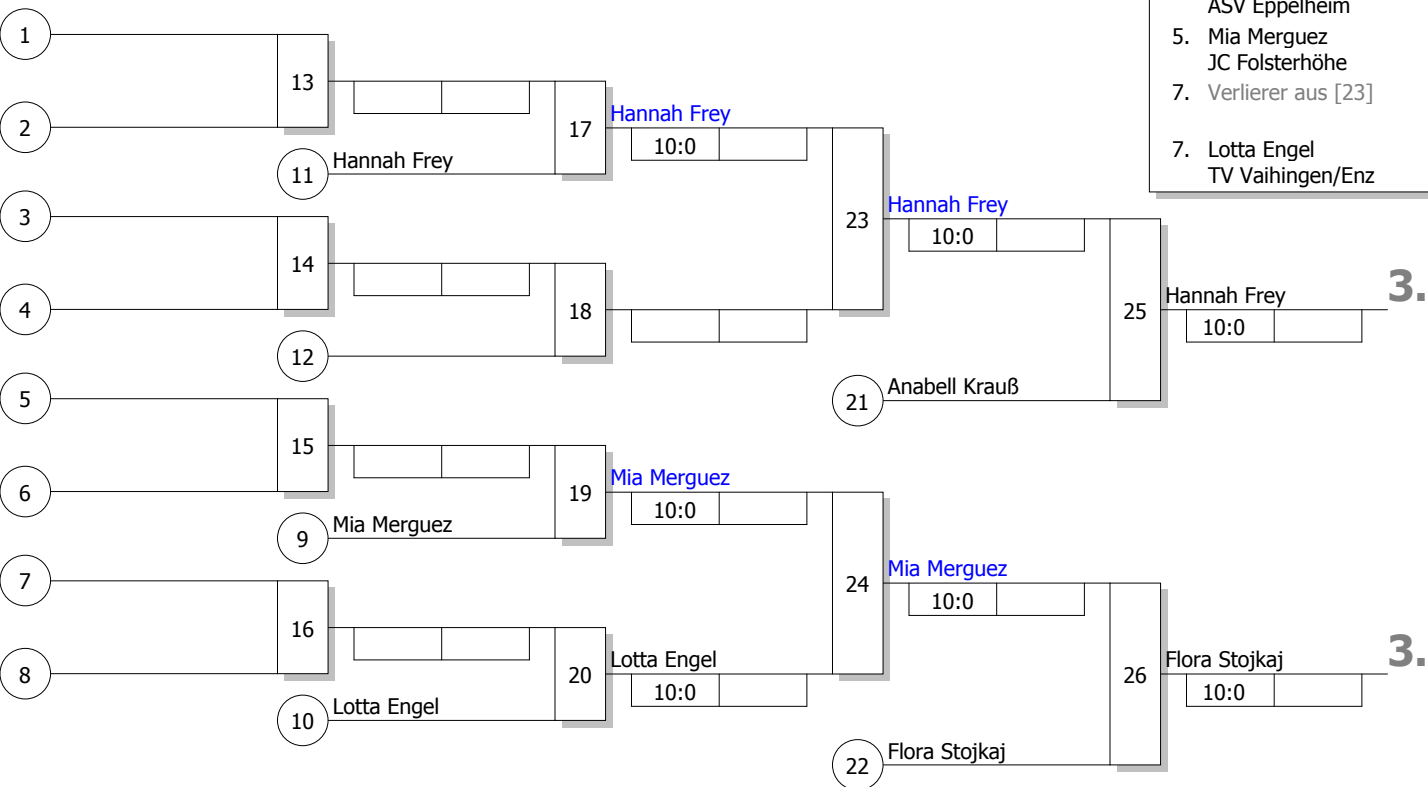 ASV Eppelheim
5. Mia Merguez
JC Folsterhöhe
7. Verlierer aus [23]
7. Lotta Engel
TV Vaihingen/Enz
1
13
2
17
Hannah Frey
10:0
11
Hannah Frey
3
23
Hannah Frey
10:0
14
4
18
25
Hannah Frey
3.
10:0
12
5
21
Anabell Krauß
15
6
19
Mia Merguez
10:0
9
Mia Merguez
7
24
Mia Merguez
10:0
16
8
20
Lotta Engel
10:0
26
Flora Stojkaj
3.
10:0
10
Lotta Engel
22
Flora Stojkaj